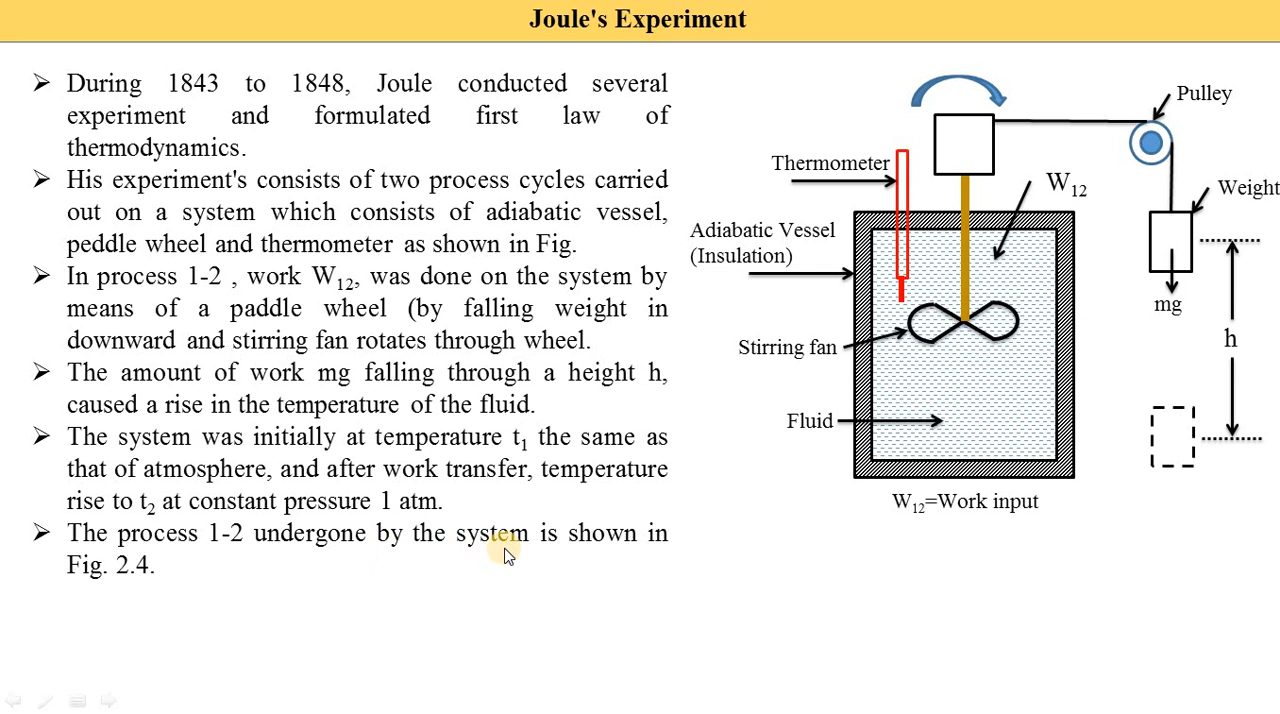 Joule's Experiment
➢ During 1843 to 1848, Joule conducted several
experiment and formulated first law of
thermodynamics.
➢ His experiment's consists of two process cycles carried
out on a system which consists of adiabatic vessel,
peddle wheel and thermometer as shown in Fig.
➢ In process 1-2 , work W₁₂, was done on the system by
means of a paddle wheel (by falling weight in
downward and stirring fan rotates through wheel.
➢ The amount of work mg falling through a height h,
caused a rise in the temperature of the fluid.
➢ The system was initially at temperature t₁ the same as
that of atmosphere, and after work transfer, temperature
rise to t₂ at constant pressure 1 atm.
➢ The process 1-2 undergone by the system is shown in
Fig. 2.4.
Pulley
Thermometer
W₁₂
Weight
Adiabatic Vessel
(Insulation)
mg
h
Stirring fan
Fluid
W₁₂=Work input